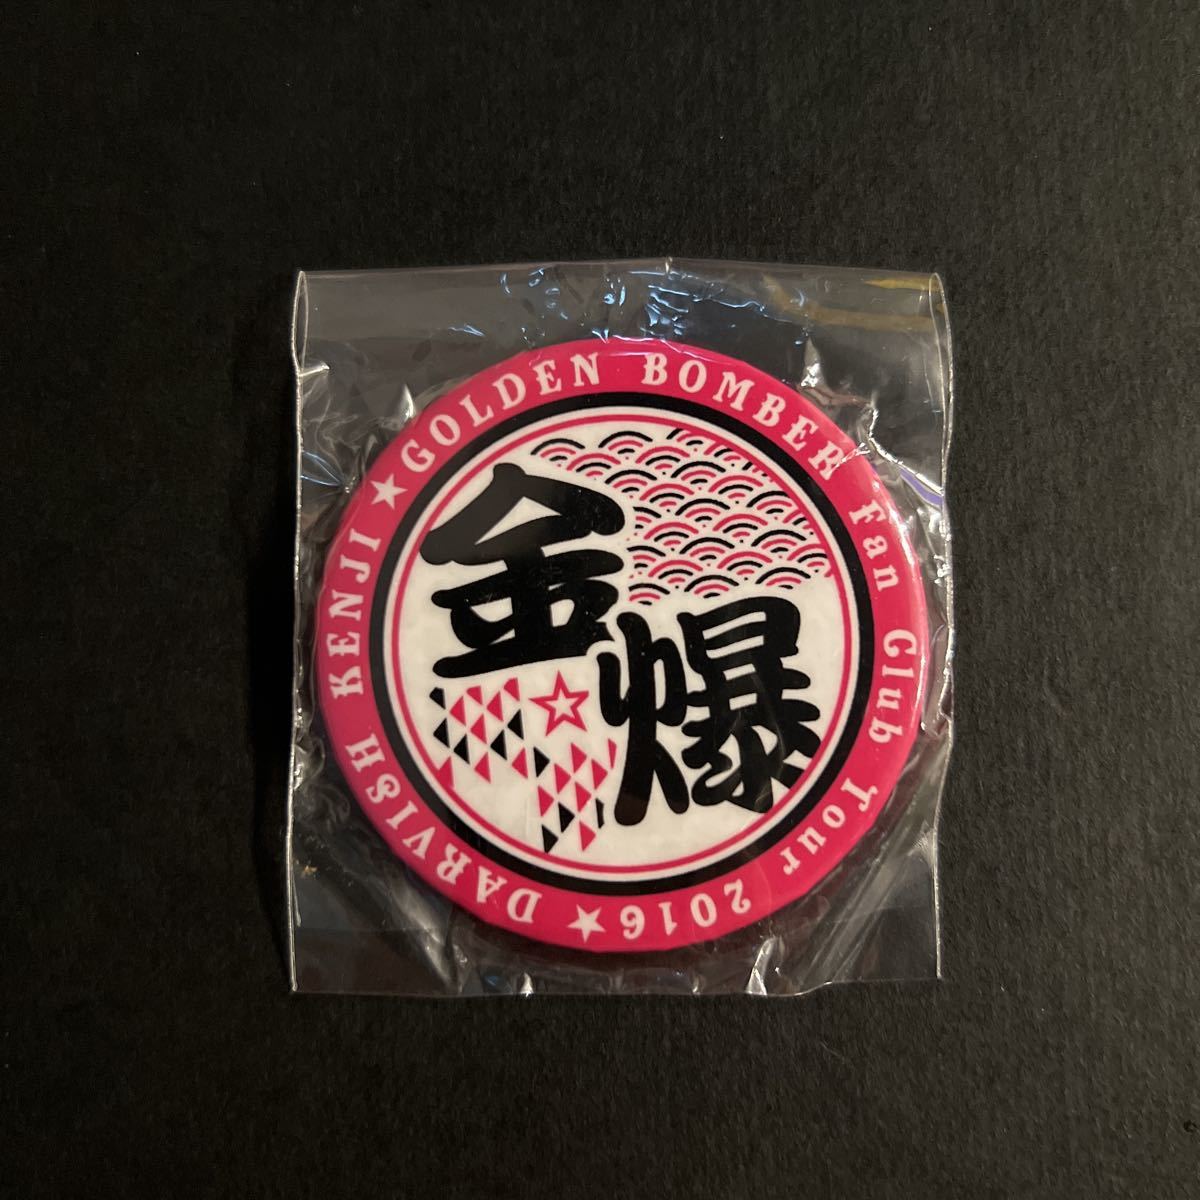 ★GOLDEN BOMBER Fan Club Tour 2016★DARVISH KENJI
金爆